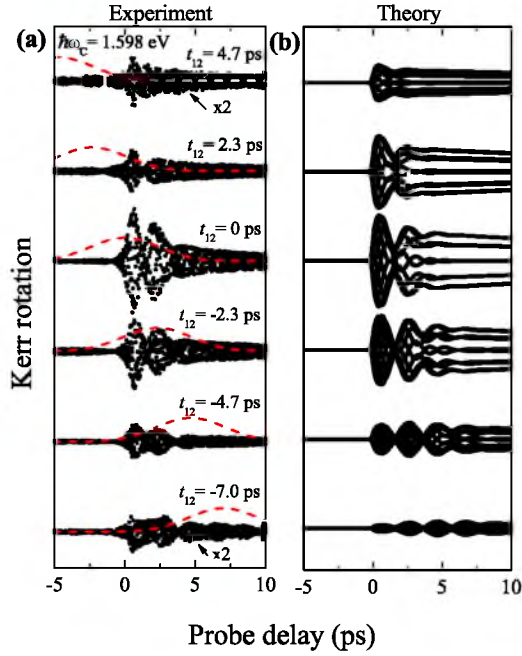 Experiment
Theory
(a)
(b)
ħω_C = 1.598 eV
t_12 = 4.7 ps
x2
t_12 = 2.3 ps
t_12 = 0 ps
t_12 = -2.3 ps
t_12 = -4.7 ps
t_12 = -7.0 ps
x2
Kerr rotation
-5 0 5 10
-5 0 5 10
Probe delay (ps)